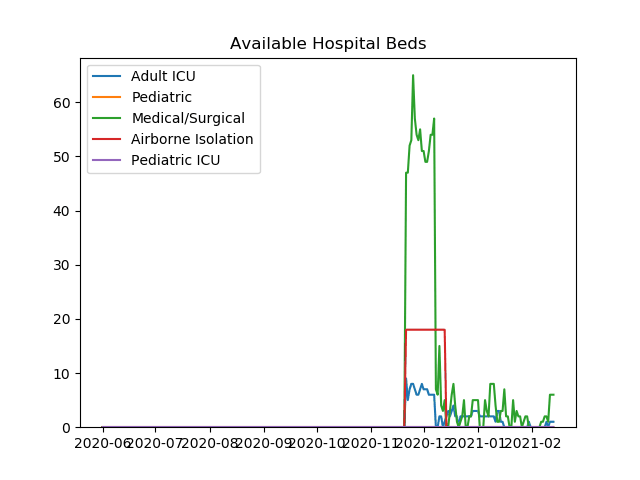 Available Hospital Beds
Adult ICU
Pediatric
Medical/Surgical
Airborne Isolation
Pediatric ICU
60
50
40
30
20
10
0
2020-06 2020-07 2020-08 2020-09 2020-10 2020-11 2020-12 2021-01 2021-02